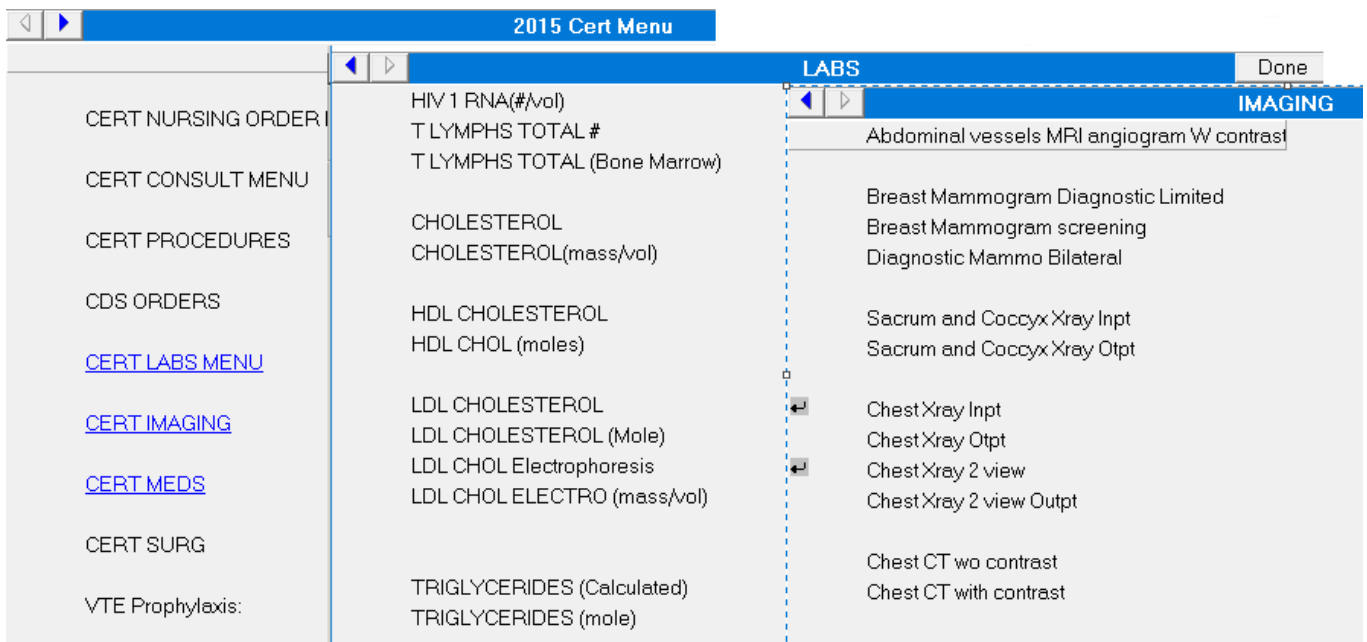 2015 Cert Menu
CERT NURSING ORDER
CERT CONSULT MENU
CERT PROCEDURES
CDS ORDERS
CERT LABS MENU
CERT IMAGING
CERT MEDS
CERT SURG
VTE Prophylaxis:
LABS
Done
HIV 1 RNA(#/vol)
T LYMPHS TOTAL #
T LYMPHS TOTAL (Bone Marrow)
CHOLESTEROL
CHOLESTEROL(mass/vol)
HDL CHOLESTEROL
HDL CHOL (moles)
LDL CHOLESTEROL
LDL CHOLESTEROL (Mole)
LDL CHOL Electrophoresis
LDL CHOL ELECTRO (mass/vol)
TRIGLYCERIDES (Calculated)
TRIGLYCERIDES (mole)
IMAGING
Abdominal vessels MRI angiogram W contrast
Breast Mammogram Diagnostic Limited
Breast Mammogram screening
Diagnostic Mammo Bilateral
Sacrum and Coccyx Xray Inpt
Sacrum and Coccyx Xray Otpt
Chest Xray Inpt
Chest Xray Otpt
Chest Xray 2 view
Chest Xray 2 view Outpt
Chest CT wo contrast
Chest CT with contrast